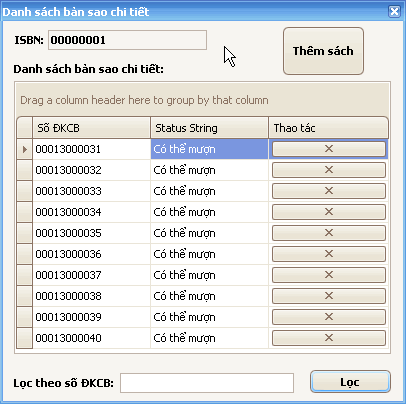 Danh sách bản sao chi tiết
ISBN: 00000001
Thêm sách
Danh sách bản sao chi tiết:
Drag a column header here to group by that column
Số ĐKCB Status String Thao tác
00013000031 Có thể mượn ✕
00013000032 Có thể mượn ✕
00013000033 Có thể mượn ✕
00013000034 Có thể mượn ✕
00013000035 Có thể mượn ✕
00013000036 Có thể mượn ✕
00013000037 Có thể mượn ✕
00013000038 Có thể mượn ✕
00013000039 Có thể mượn ✕
00013000040 Có thể mượn ✕
Lọc theo số ĐKCB: Lọc